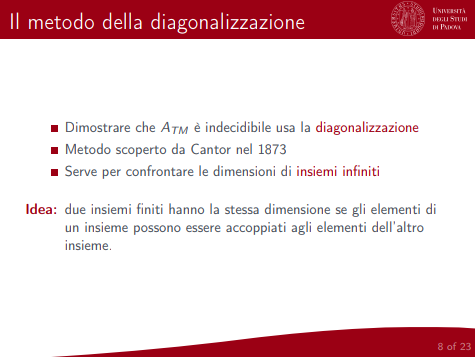 Il metodo della diagonalizzazione
UNIVERSITÀ
DEGLI STUDI
DI PADOVA
Dimostrare che A_TM è indecidibile usa la diagonalizzazione
Metodo scoperto da Cantor nel 1873
Serve per confrontare le dimensioni di insiemi infiniti
Idea: due insiemi finiti hanno la stessa dimensione se gli elementi di
un insieme possono essere accoppiati agli elementi dell'altro
insieme.
8 of 23